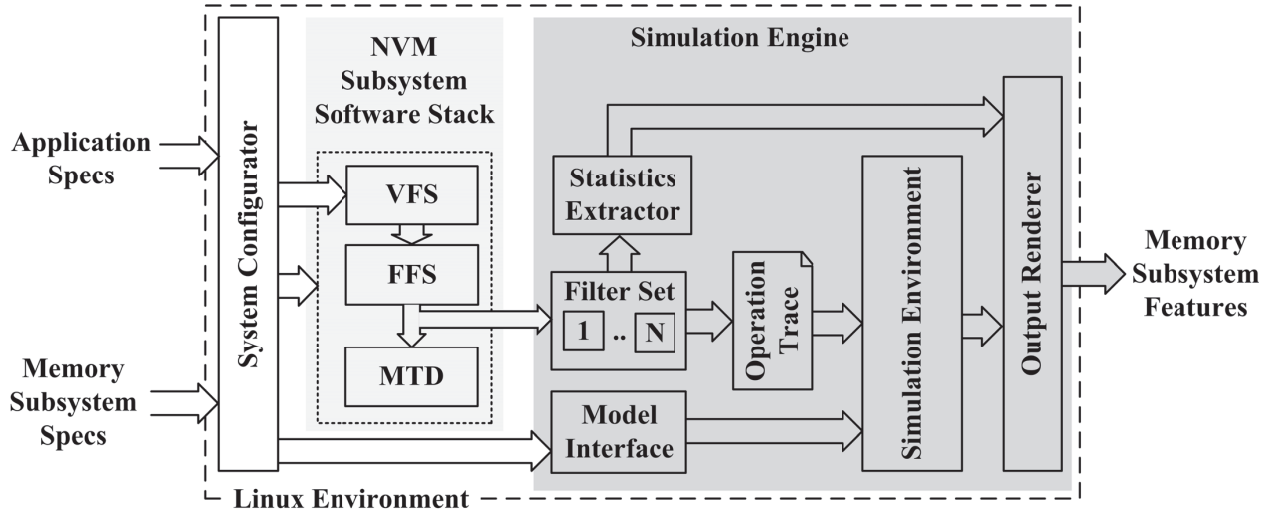 Application
Specs
Memory
Subsystem
Specs
System Configurator
NVM
Subsystem
Software Stack
VFS
FFS
MTD
Simulation Engine
Statistics
Extractor
Filter Set
1 .. N
Operation
Trace
Model
Interface
Simulation Environment
Output Renderer
Memory
Subsystem
Features
Linux Environment